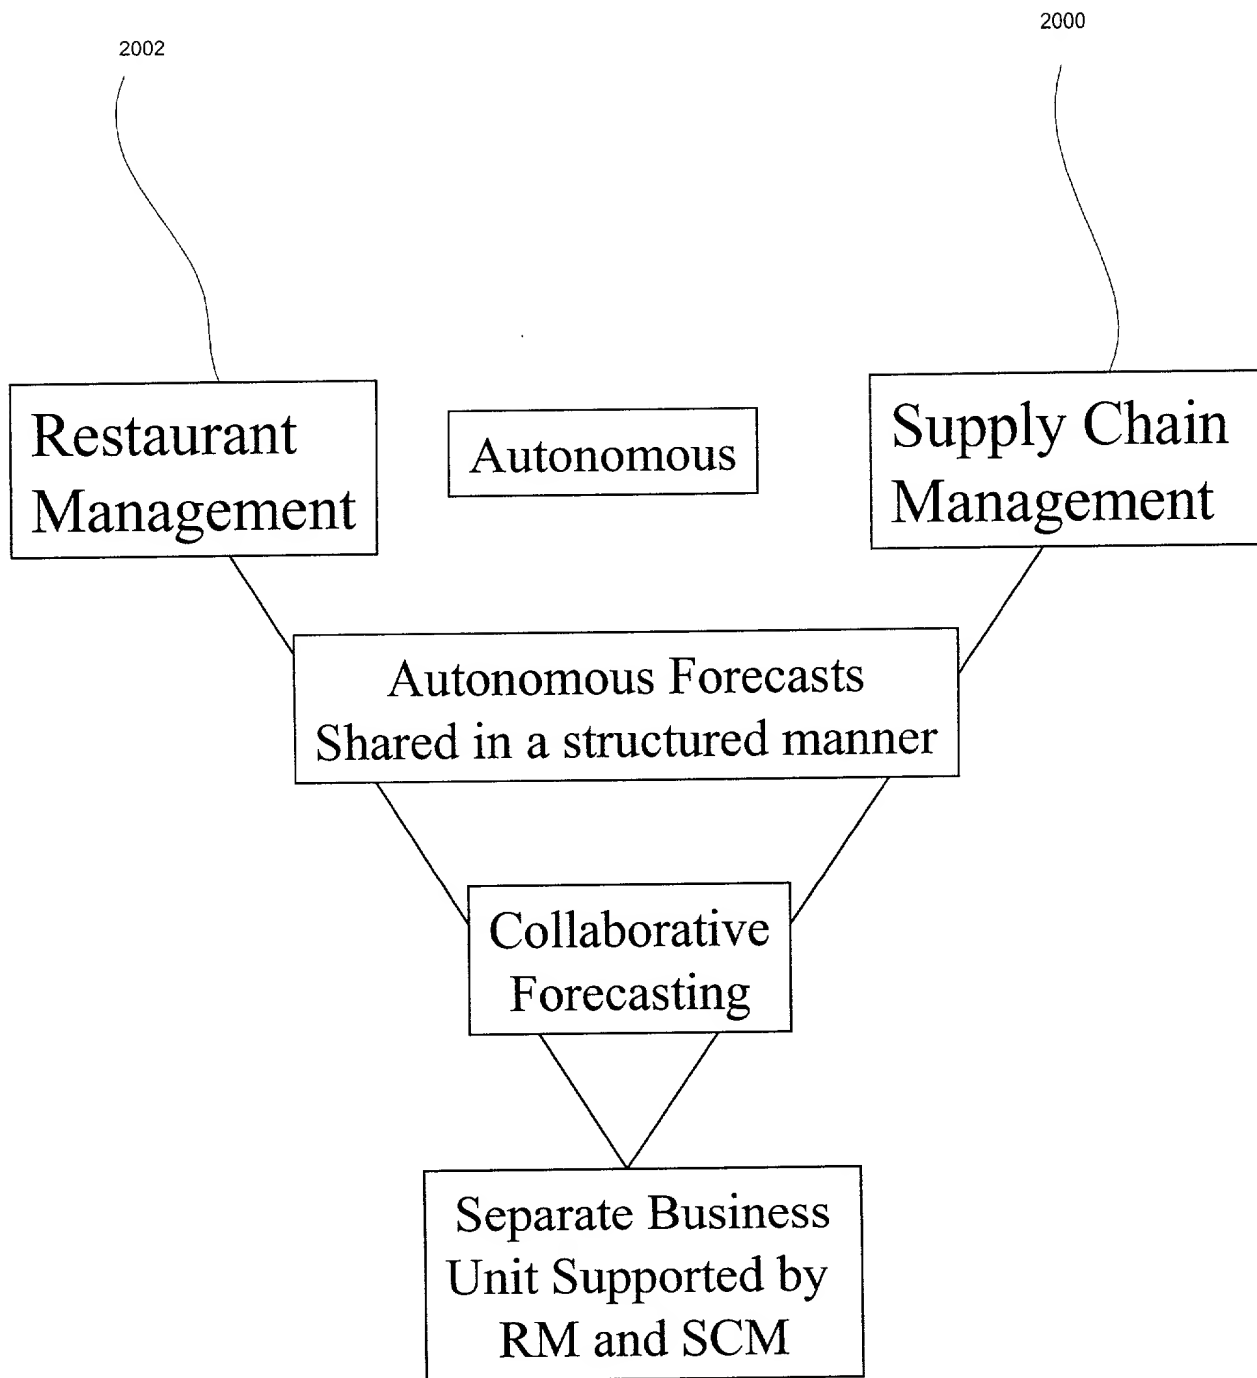 2002
2000
Restaurant
Management
Autonomous
Supply Chain
Management
Autonomous Forecasts
Shared in a structured manner
Collaborative
Forecasting
Separate Business
Unit Supported by
RM and SCM